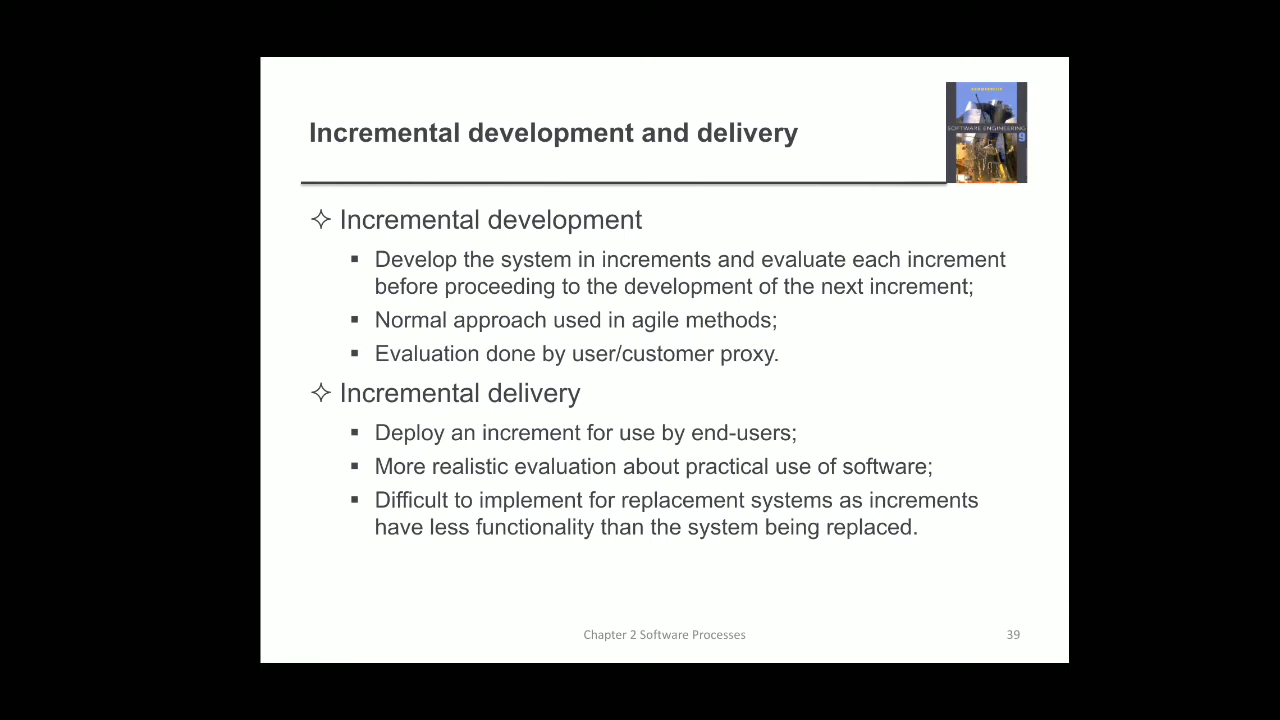 Incremental development and delivery
SOFTWARE ENGINEERING
9
✧ Incremental development
▪ Develop the system in increments and evaluate each increment
before proceeding to the development of the next increment;
▪ Normal approach used in agile methods;
▪ Evaluation done by user/customer proxy.
✧ Incremental delivery
▪ Deploy an increment for use by end-users;
▪ More realistic evaluation about practical use of software;
▪ Difficult to implement for replacement systems as increments
have less functionality than the system being replaced.
Chapter 2 Software Processes
39